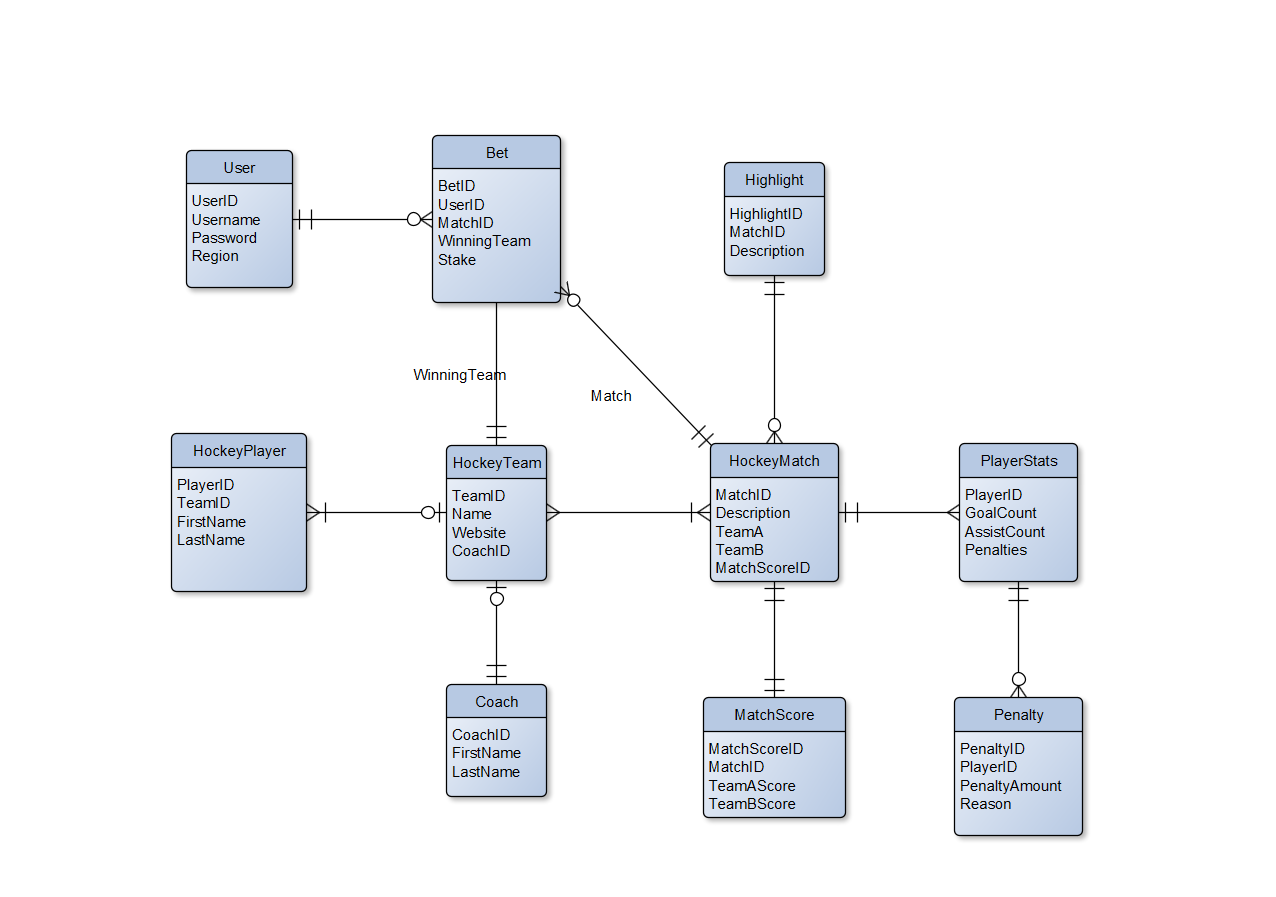 User
UserID
Username
Password
Region
Bet
BetID
UserID
MatchID
WinningTeam
Stake
Highlight
HighlightID
MatchID
Description
WinningTeam
Match
HockeyPlayer
PlayerID
TeamID
FirstName
LastName
HockeyTeam
TeamID
Name
Website
CoachID
HockeyMatch
MatchID
Description
TeamA
TeamB
MatchScoreID
PlayerStats
PlayerID
GoalCount
AssistCount
Penalties
Coach
CoachID
FirstName
LastName
MatchScore
MatchScoreID
MatchID
TeamAScore
TeamBScore
Penalty
PenaltyID
PlayerID
PenaltyAmount
Reason